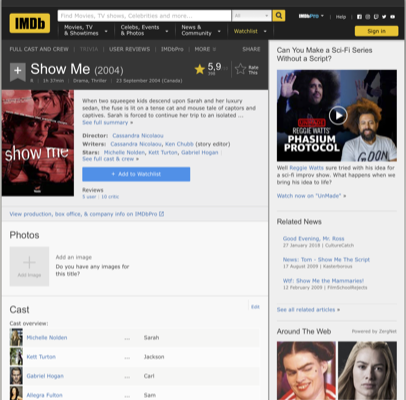 IMDb
Find Movies, TV shows, Celebrities and more...
All
IMDbPro
Help
Movies, TV & Showtimes
Celebs, Events & Photos
News & Community
Watchlist
Sign in
FULL CAST AND CREW | TRIVIA | USER REVIEWS | IMDbPro | MORE
SHARE
+
Show Me (2004)
R | 1h 37min | Drama, Thriller | 23 September 2004 (Canada)
5,9
Rate This
show me
When two squeegee kids descend upon Sarah and her luxury sedan, the fuse is lit on a tense cat and mouse tale of captors and captives. Sarah is forced to continue her trip to an isolated ...
See full summary »
Director: Cassandra Nicolaou
Writers: Cassandra Nicolaou, Ken Chubb (story editor)
Stars: Michelle Nolden, Kett Turton, Gabriel Hogan
See full cast & crew »
+ Add to Watchlist
Reviews
5 user | 10 critic
View production, box office, & company info on IMDbPro
Photos
Add Image
Add an image
Do you have any images for this title?
Cast
Edit
Cast overview:
Michelle Nolden ... Sarah
Kett Turton ... Jackson
Gabriel Hogan ... Carl
Allegra Fulton ... Sam
Can You Make a Sci-Fi Series Without a Script?
REGGIE WATTS'
PHASIUM
PROTOCOL
Well Reggie Watts sure tried with his idea for a sci-fi improv show. What happens when we bring his idea to life?
Watch now on "UnMade" »
Related News
Good Evening, Mr. Ross
27 January 2019 | CultureCatch
News: Tom - Show Me The Script
17 August 2009 | Kasterborous
Wtf: Show Me the Mammaries!
12 February 2009 | FilmSchoolRejects
See all related articles »
Around The Web
Powered by ZergNet